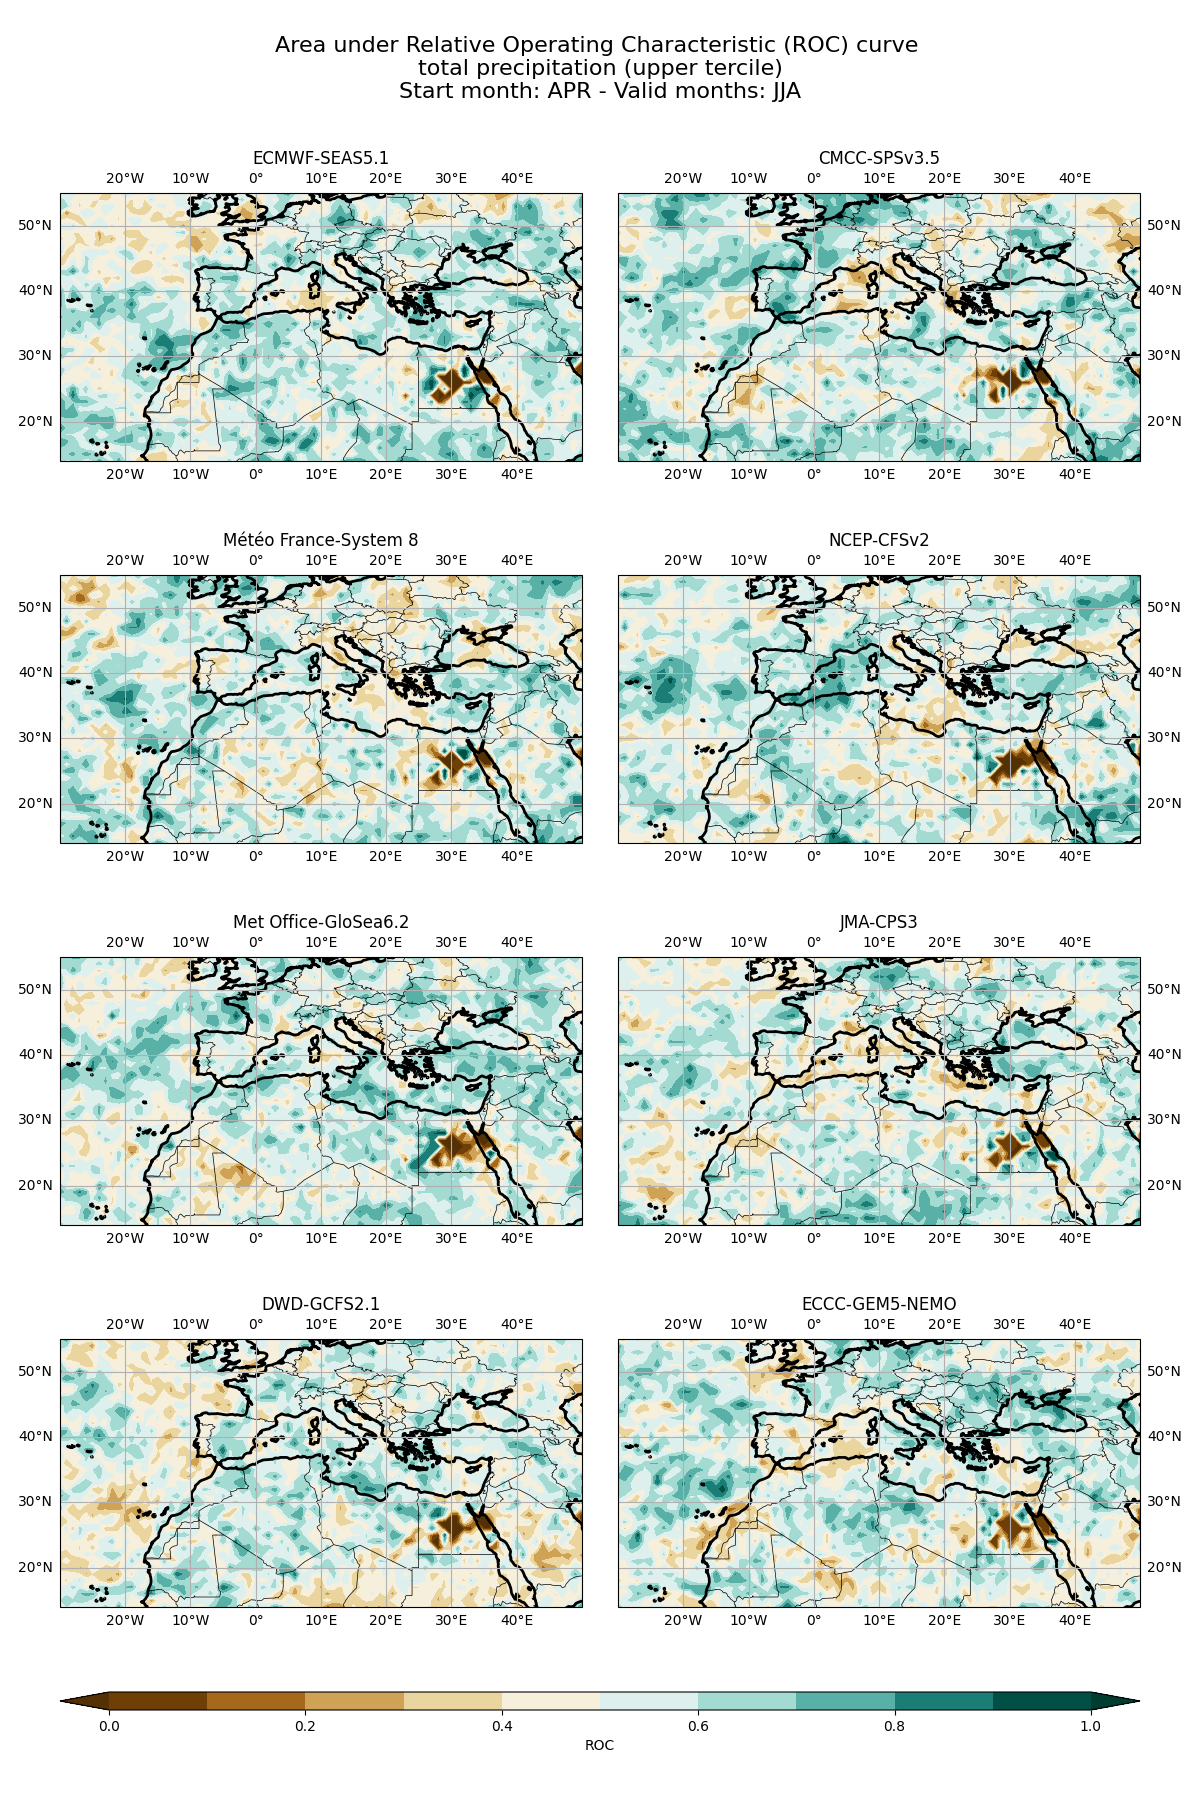 Area under Relative Operating Characteristic (ROC) curve
total precipitation (upper tercile)
Start month: APR - Valid months: JJA
ECMWF-SEAS5.1
20°W 10°W 0° 10°E 20°E 30°E 40°E
50°N
40°N
30°N
20°N
20°W 10°W 0° 10°E 20°E 30°E 40°E
CMCC-SPSv3.5
20°W 10°W 0° 10°E 20°E 30°E 40°E
50°N
40°N
30°N
20°N
20°W 10°W 0° 10°E 20°E 30°E 40°E
Météo France-System 8
20°W 10°W 0° 10°E 20°E 30°E 40°E
50°N
40°N
30°N
20°N
20°W 10°W 0° 10°E 20°E 30°E 40°E
NCEP-CFSv2
20°W 10°W 0° 10°E 20°E 30°E 40°E
50°N
40°N
30°N
20°N
20°W 10°W 0° 10°E 20°E 30°E 40°E
Met Office-GloSea6.2
20°W 10°W 0° 10°E 20°E 30°E 40°E
50°N
40°N
30°N
20°N
20°W 10°W 0° 10°E 20°E 30°E 40°E
JMA-CPS3
20°W 10°W 0° 10°E 20°E 30°E 40°E
50°N
40°N
30°N
20°N
20°W 10°W 0° 10°E 20°E 30°E 40°E
DWD-GCFS2.1
20°W 10°W 0° 10°E 20°E 30°E 40°E
50°N
40°N
30°N
20°N
20°W 10°W 0° 10°E 20°E 30°E 40°E
ECCC-GEM5-NEMO
20°W 10°W 0° 10°E 20°E 30°E 40°E
50°N
40°N
30°N
20°N
20°W 10°W 0° 10°E 20°E 30°E 40°E
0.0 0.2 0.4 0.6 0.8 1.0
ROC